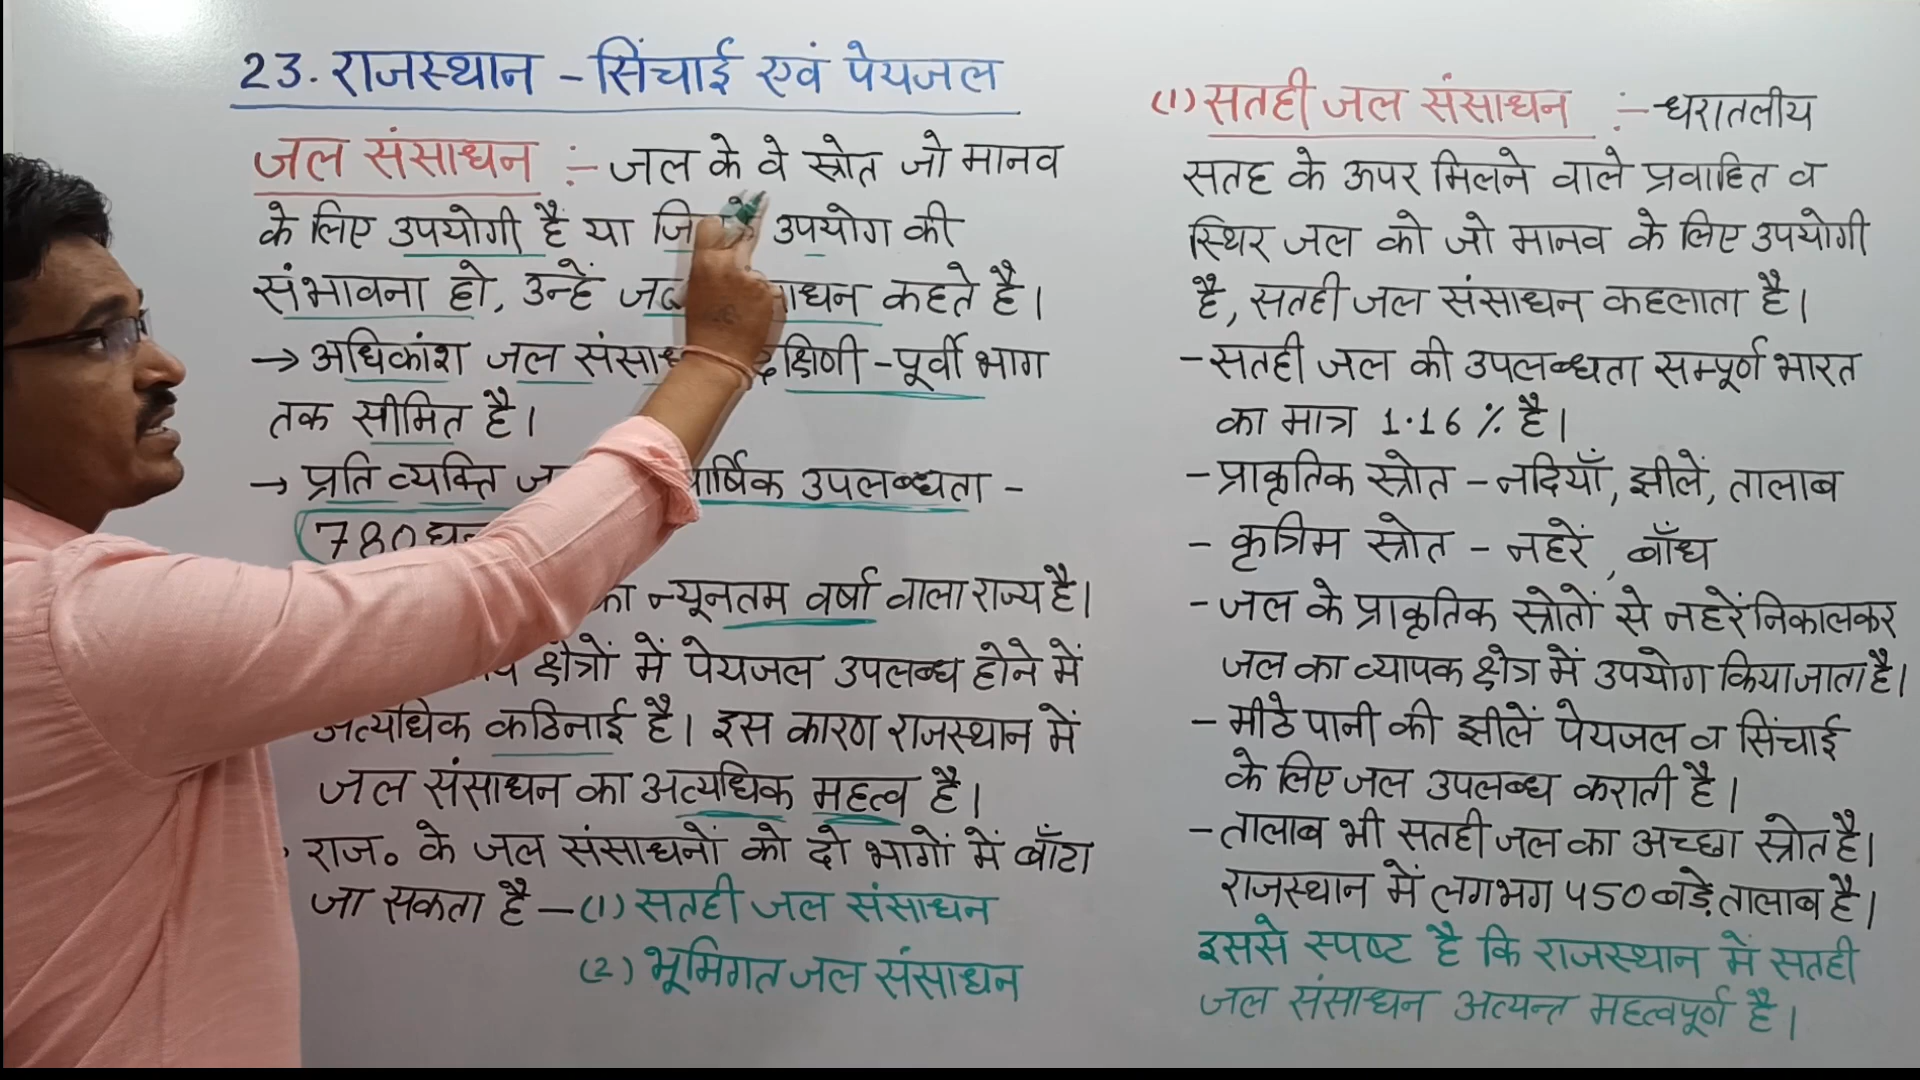 23. राजस्थान - सिंचाई एवं पेयजल
जल संसाधन :- जल के वे स्रोत जो मानव
के लिए उपयोगी है या उपयोग की
संभावना हो, उन्हें कहते है।
→ अधिकांश जल - पूर्वी भाग
तक सीमित है।
→ प्रति व्यक्ति उपलब्धता -
780
न्यूनतम वर्षा वाला राज्य है।
क्षेत्रों में पेयजल उपलब्ध होने में
अत्यधिक कठिनाई है। इस कारण राजस्थान में
जल संसाधन का अत्यधिक महत्व है।
राज॰ के जल संसाधनों को दो भागों में बाँटा
जा सकता है – (1) सतही जल संसाधन
(2) भूमिगत जल संसाधन
(1) सतही जल संसाधन :- धरातलीय
सतह के ऊपर मिलने वाले प्रवाहित व
स्थिर जल को जो मानव के लिए उपयोगी
है, सतही जल संसाधन कहलाता है।
- सतही जल की उपलब्धता सम्पूर्ण भारत
का मात्र 1.16 % है।
- प्राकृतिक स्रोत - नदियाँ, झीलें, तालाब
- कृत्रिम स्रोत - नहरें, बाँध
- जल के प्राकृतिक स्रोतों से नहरें निकालकर
जल का व्यापक क्षेत्र में उपयोग किया जाता है।
- मीठे पानी की झीलें पेयजल व सिंचाई
के लिए जल उपलब्ध कराती है।
- तालाब भी सतही जल का अच्छा स्रोत है।
राजस्थान में लगभग 450 बड़े तालाब है।
इससे स्पष्ट है कि राजस्थान में सतही
जल संसाधन अत्यन्त महत्वपूर्ण है।